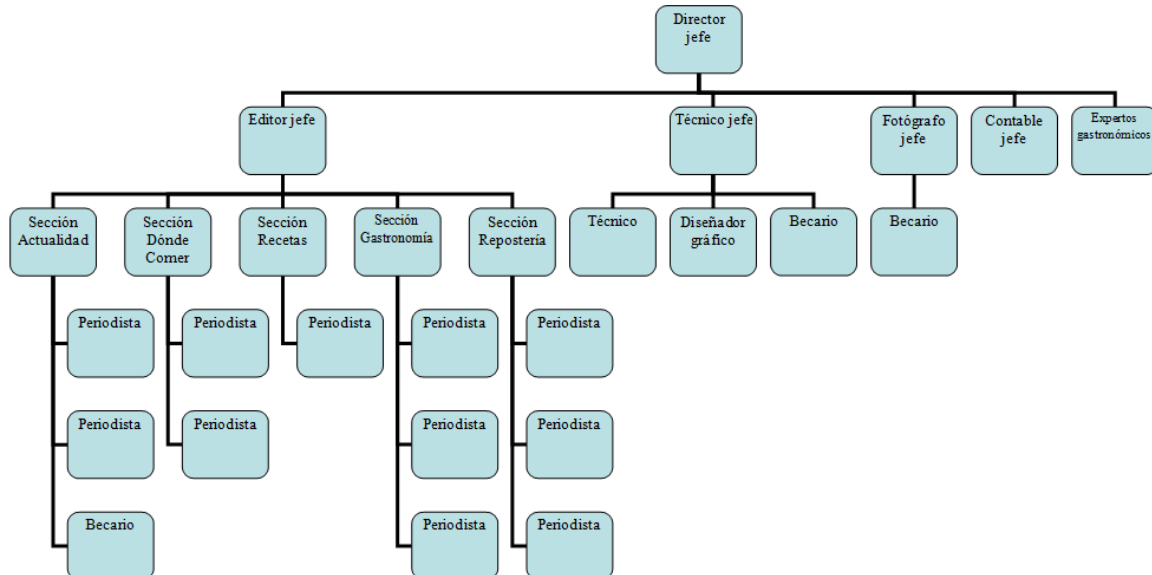 Director
jefe
Editor jefe
Técnico jefe
Fotógrafo
jefe
Contable
jefe
Expertos
gastronómicos
Sección
Actualidad
Sección
Dónde
Comer
Sección
Recetas
Sección
Gastronomía
Sección
Repostería
Técnico
Diseñador
gráfico
Becario
Becario
Periodista
Periodista
Periodista
Periodista
Periodista
Periodista
Periodista
Periodista
Periodista
Becario
Periodista
Periodista